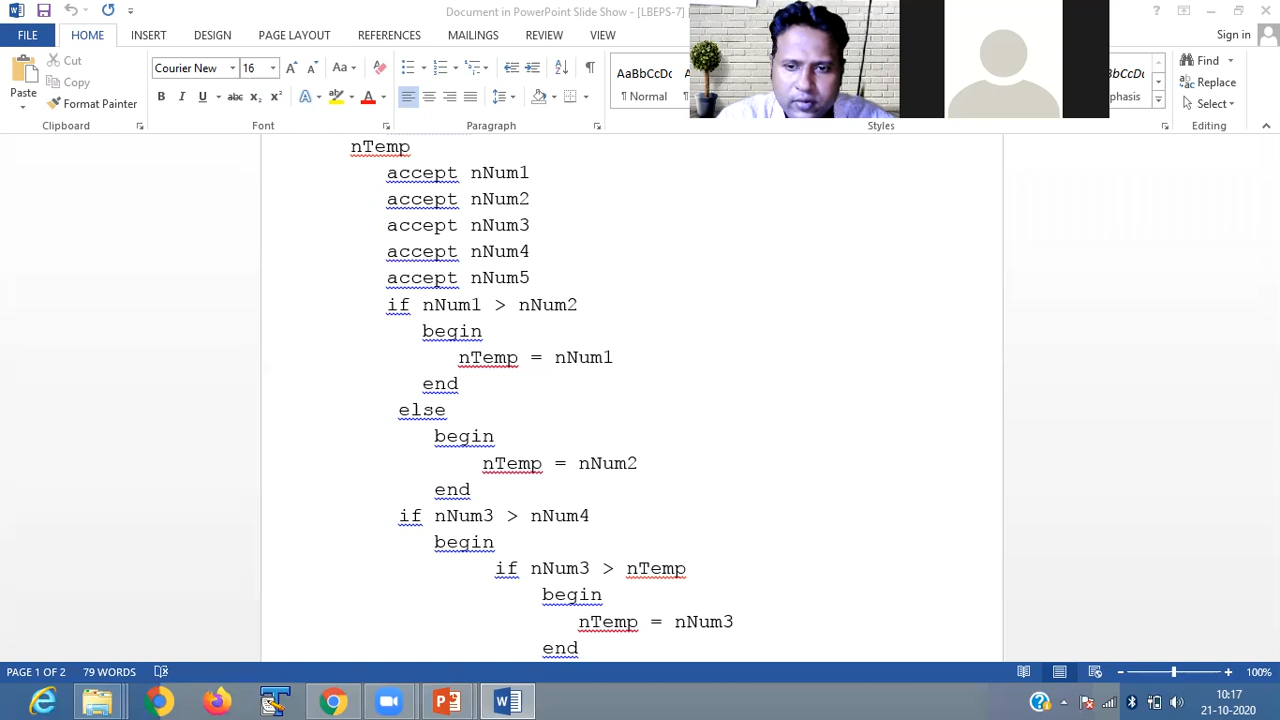 Document in PowerPoint Slide Show - [LBEPS-7]
FILE HOME INSERT DESIGN PAGE LAYOUT REFERENCES MAILINGS REVIEW VIEW Sign in
Cut
Copy
Paste
Format Painter
Courier New 16
AaBbCcDc
¶ Normal
Find
Replace
Select
phasis
Clipboard Font Paragraph Styles Editing
nTemp
accept nNum1
accept nNum2
accept nNum3
accept nNum4
accept nNum5
if nNum1 > nNum2
begin
nTemp = nNum1
end
else
begin
nTemp = nNum2
end
if nNum3 > nNum4
begin
if nNum3 > nTemp
begin
nTemp = nNum3
end
PAGE 1 OF 2 79 WORDS 100%
10:17
21-10-2020